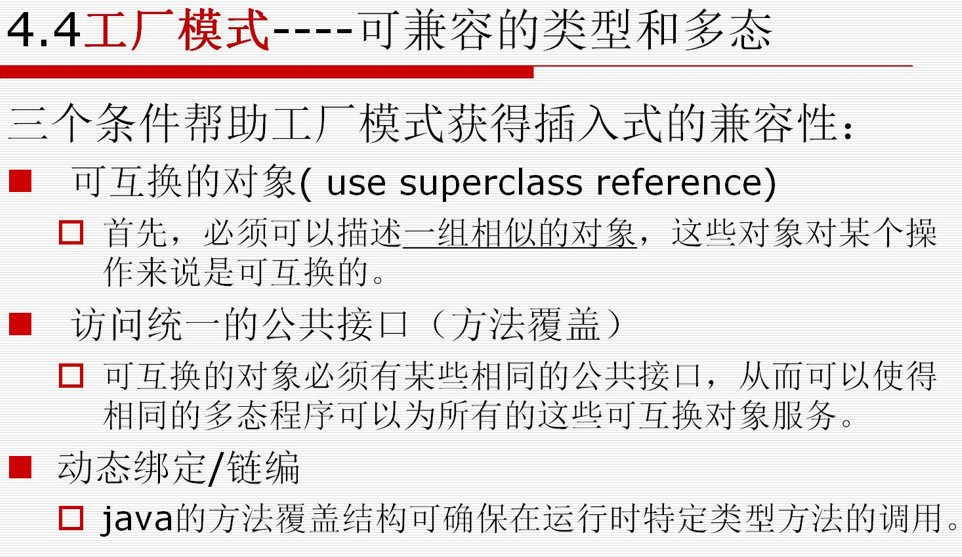 4.4工厂模式----可兼容的类型和多态
三个条件帮助工厂模式获得插入式的兼容性：
可互换的对象( use superclass reference)
首先，必须可以描述一组相似的对象，这些对象对某个操
作来说是可互换的。
访问统一的公共接口（方法覆盖）
可互换的对象必须有某些相同的公共接口，从而可以使得
相同的多态程序可以为所有的这些可互换对象服务。
动态绑定/链编
java的方法覆盖结构可确保在运行时特定类型方法的调用。